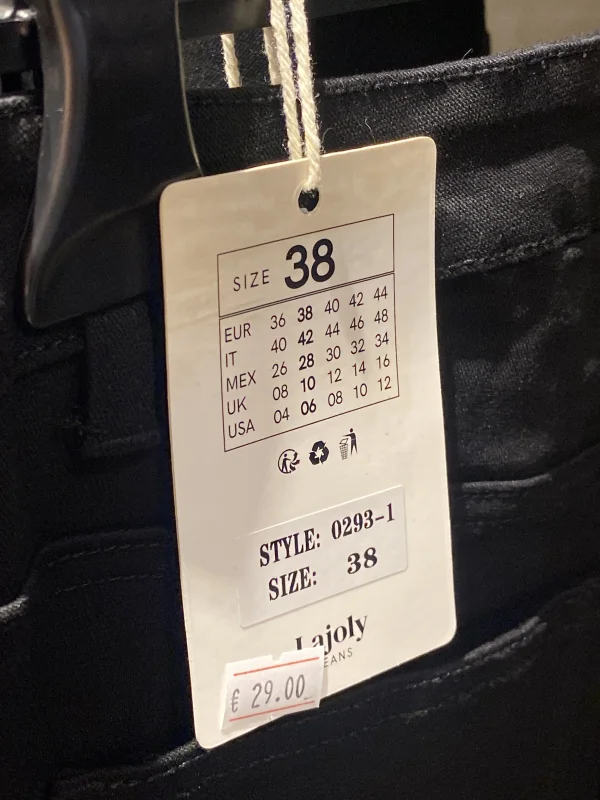 SIZE 38
EUR 36 38 40 42 44
IT 40 42 44 46 48
MEX 26 28 30 32 34
UK 08 10 12 14 16
USA 04 06 08 10 12
STYLE: 0293-1
SIZE: 38
Lajoly
EANS
€ 29.00